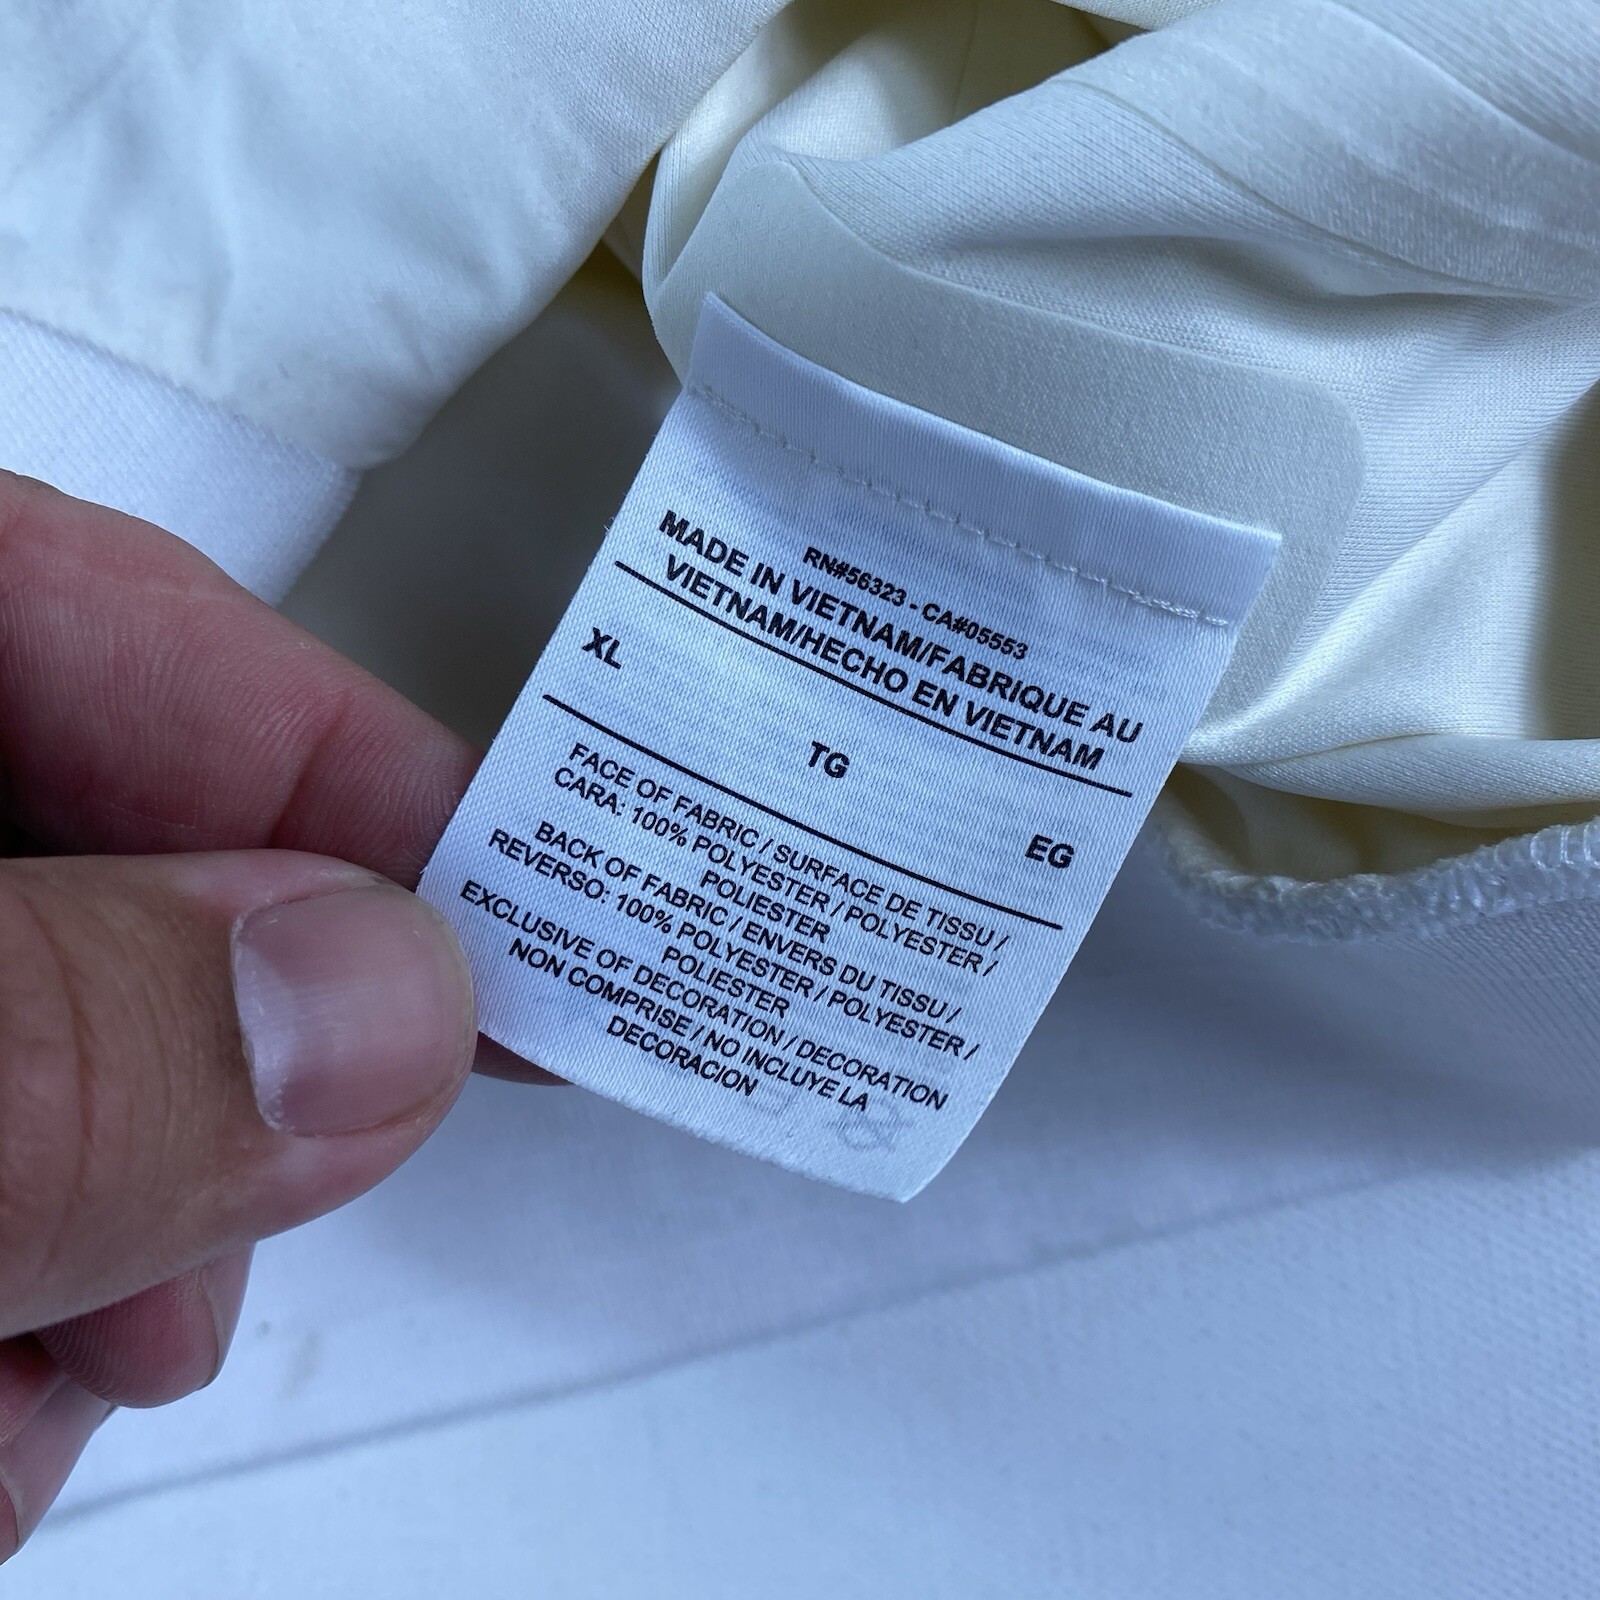 RN#56323 - CA#05553
MADE IN VIETNAM/FABRIQUE AU
VIETNAM/HECHO EN VIETNAM
XL TG EG
FACE OF FABRIC / SURFACE DE TISSU /
CARA: 100% POLYESTER / POLYESTER /
POLIESTER
BACK OF FABRIC / ENVERS DU TISSU /
REVERSO: 100% POLYESTER / POLYESTER /
POLIESTER
EXCLUSIVE OF DECORATION / DECORATION
NON COMPRISE / NO INCLUYE LA
DECORACION